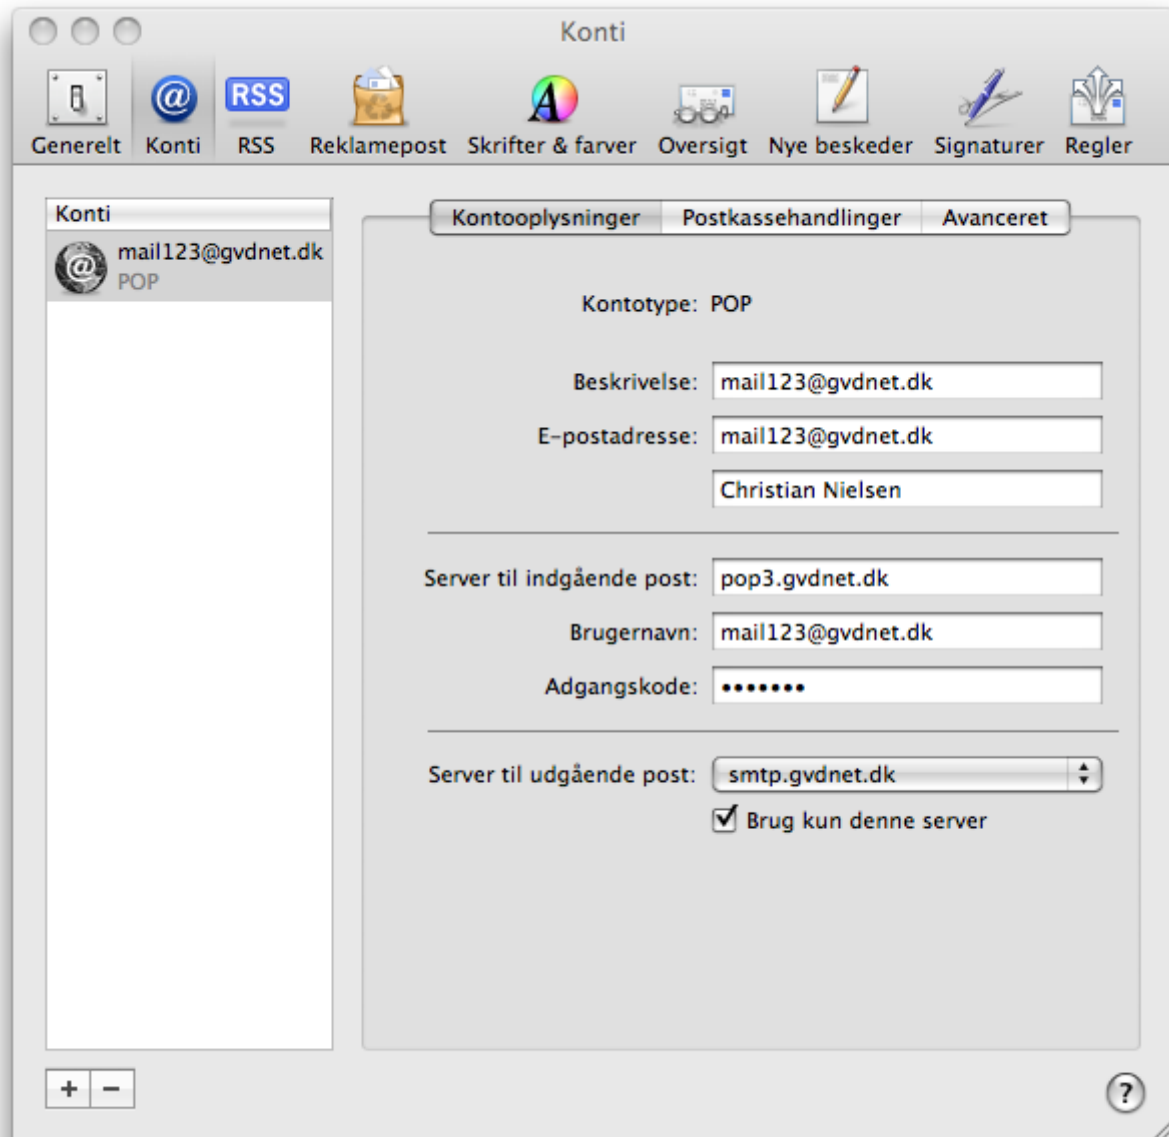 Konti
Generelt Konti RSS Reklamepost Skrifter & farver Oversigt Nye beskeder Signaturer Regler
Konti
mail123@gvdnet.dk
POP
Kontooplysninger Postkassehandlinger Avanceret
Kontotype: POP
Beskrivelse: mail123@gvdnet.dk
E-postadresse: mail123@gvdnet.dk
Christian Nielsen
Server til indgående post: pop3.gvdnet.dk
Brugernavn: mail123@gvdnet.dk
Adgangskode: •••••••
Server til udgående post: smtp.gvdnet.dk
Brug kun denne server